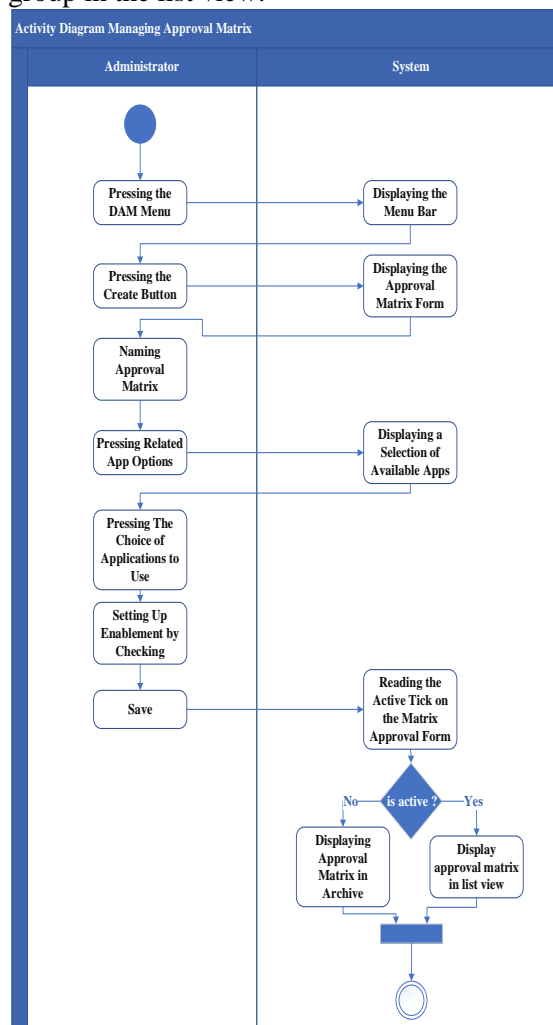 group in the list view.
Activity Diagram Managing Approval Matrix
Administrator
System
Pressing the
DAM Menu
Displaying the
Menu Bar
Pressing the
Create Button
Displaying the
Approval
Matrix Form
Naming
Approval
Matrix
Pressing Related
App Options
Displaying a
Selection of
Available Apps
Pressing The
Choice of
Applications to
Use
Setting Up
Enablement by
Checking
Save
Reading the
Active Tick on
the Matrix
Approval Form
No
is active ?
Yes
Displaying
Approval
Matrix in
Archive
Display
approval matrix
in list view